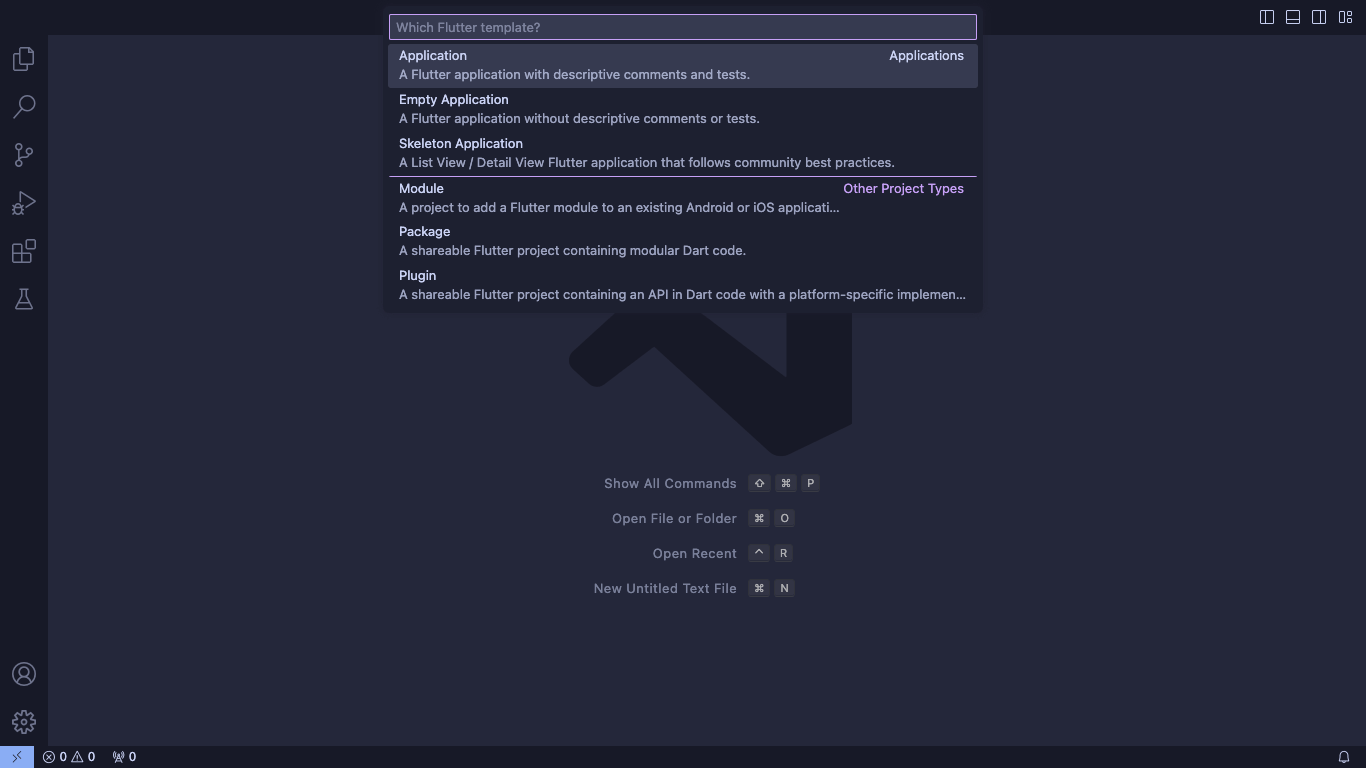 Which Flutter template?
Application Applications
A Flutter application with descriptive comments and tests.
Empty Application
A Flutter application without descriptive comments or tests.
Skeleton Application
A List View / Detail View Flutter application that follows community best practices.
Module Other Project Types
A project to add a Flutter module to an existing Android or iOS applicati...
Package
A shareable Flutter project containing modular Dart code.
Plugin
A shareable Flutter project containing an API in Dart code with a platform-specific implemen...
Show All Commands ⇧ ⌘ P
Open File or Folder ⌘ O
Open Recent ^ R
New Untitled Text File ⌘ N
0 0 0